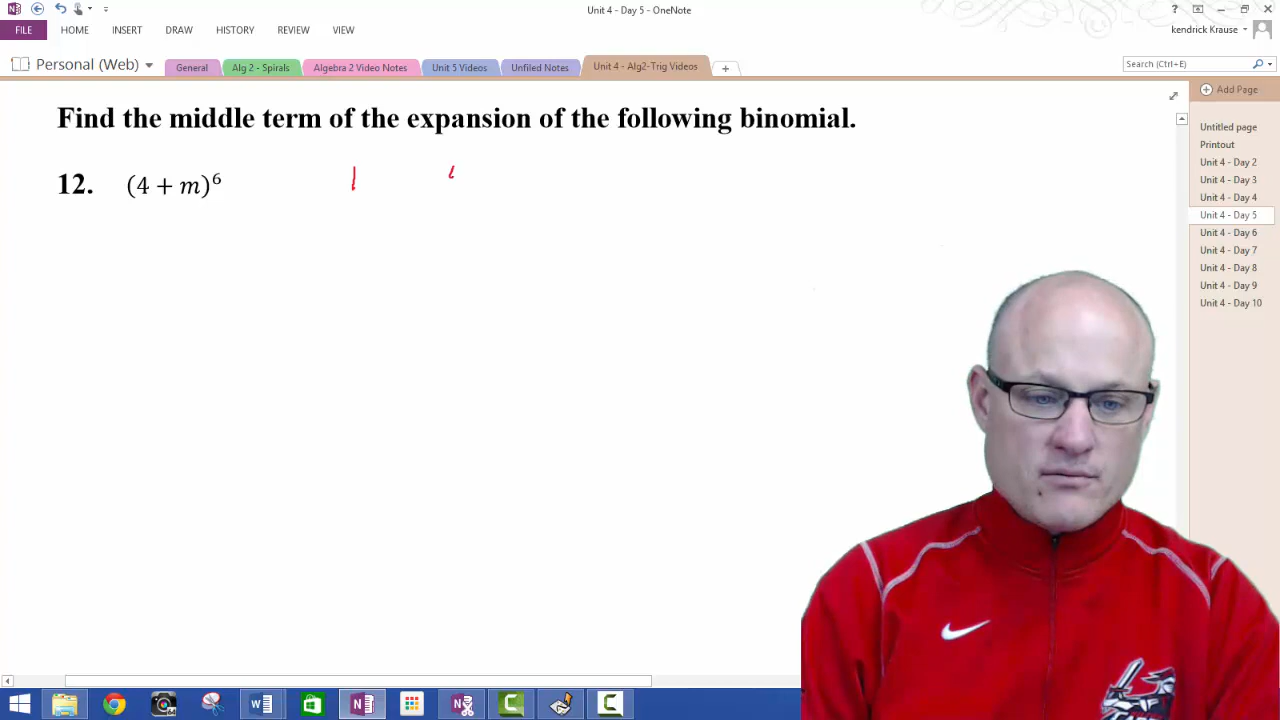 Unit 4 - Day 5 - OneNote
FILE HOME INSERT DRAW HISTORY REVIEW VIEW
kendrick Krause
Personal (Web) General Alg 2 - Spirals Algebra 2 Video Notes Unit 5 Videos Unfiled Notes Unit 4 - Alg2-Trig Videos
Search (Ctrl+E)
Add Page
Find the middle term of the expansion of the following binomial.
12. (4 + m)⁶ 1
Untitled page
Printout
Unit 4 - Day 2
Unit 4 - Day 3
Unit 4 - Day 4
Unit 4 - Day 5
Unit 4 - Day 6
Unit 4 - Day 7
Unit 4 - Day 8
Unit 4 - Day 9
Unit 4 - Day 10